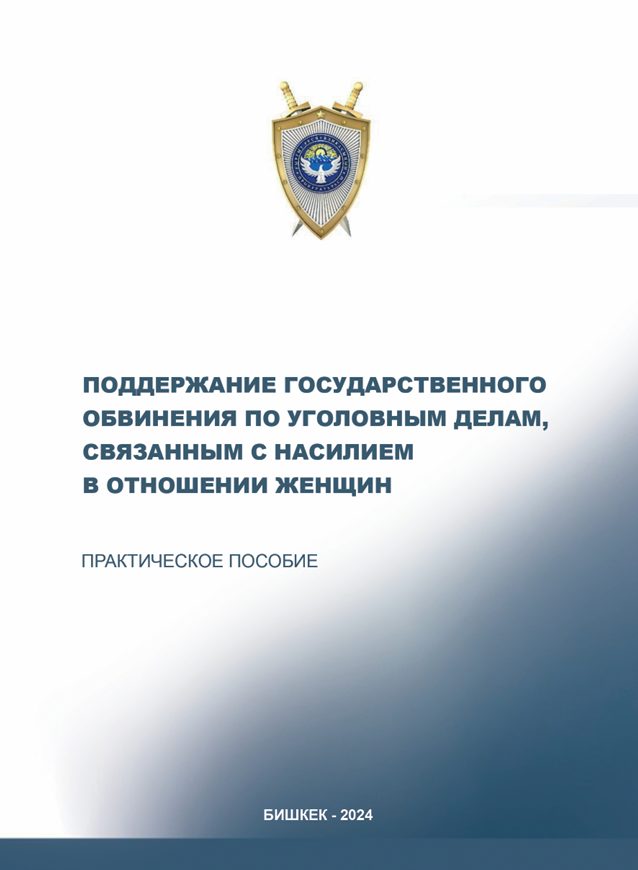 ПОДДЕРЖАНИЕ ГОСУДАРСТВЕННОГО
ОБВИНЕНИЯ ПО УГОЛОВНЫМ ДЕЛАМ,
СВЯЗАННЫМ С НАСИЛИЕМ
В ОТНОШЕНИИ ЖЕНЩИН
ПРАКТИЧЕСКОЕ ПОСОБИЕ
БИШКЕК - 2024